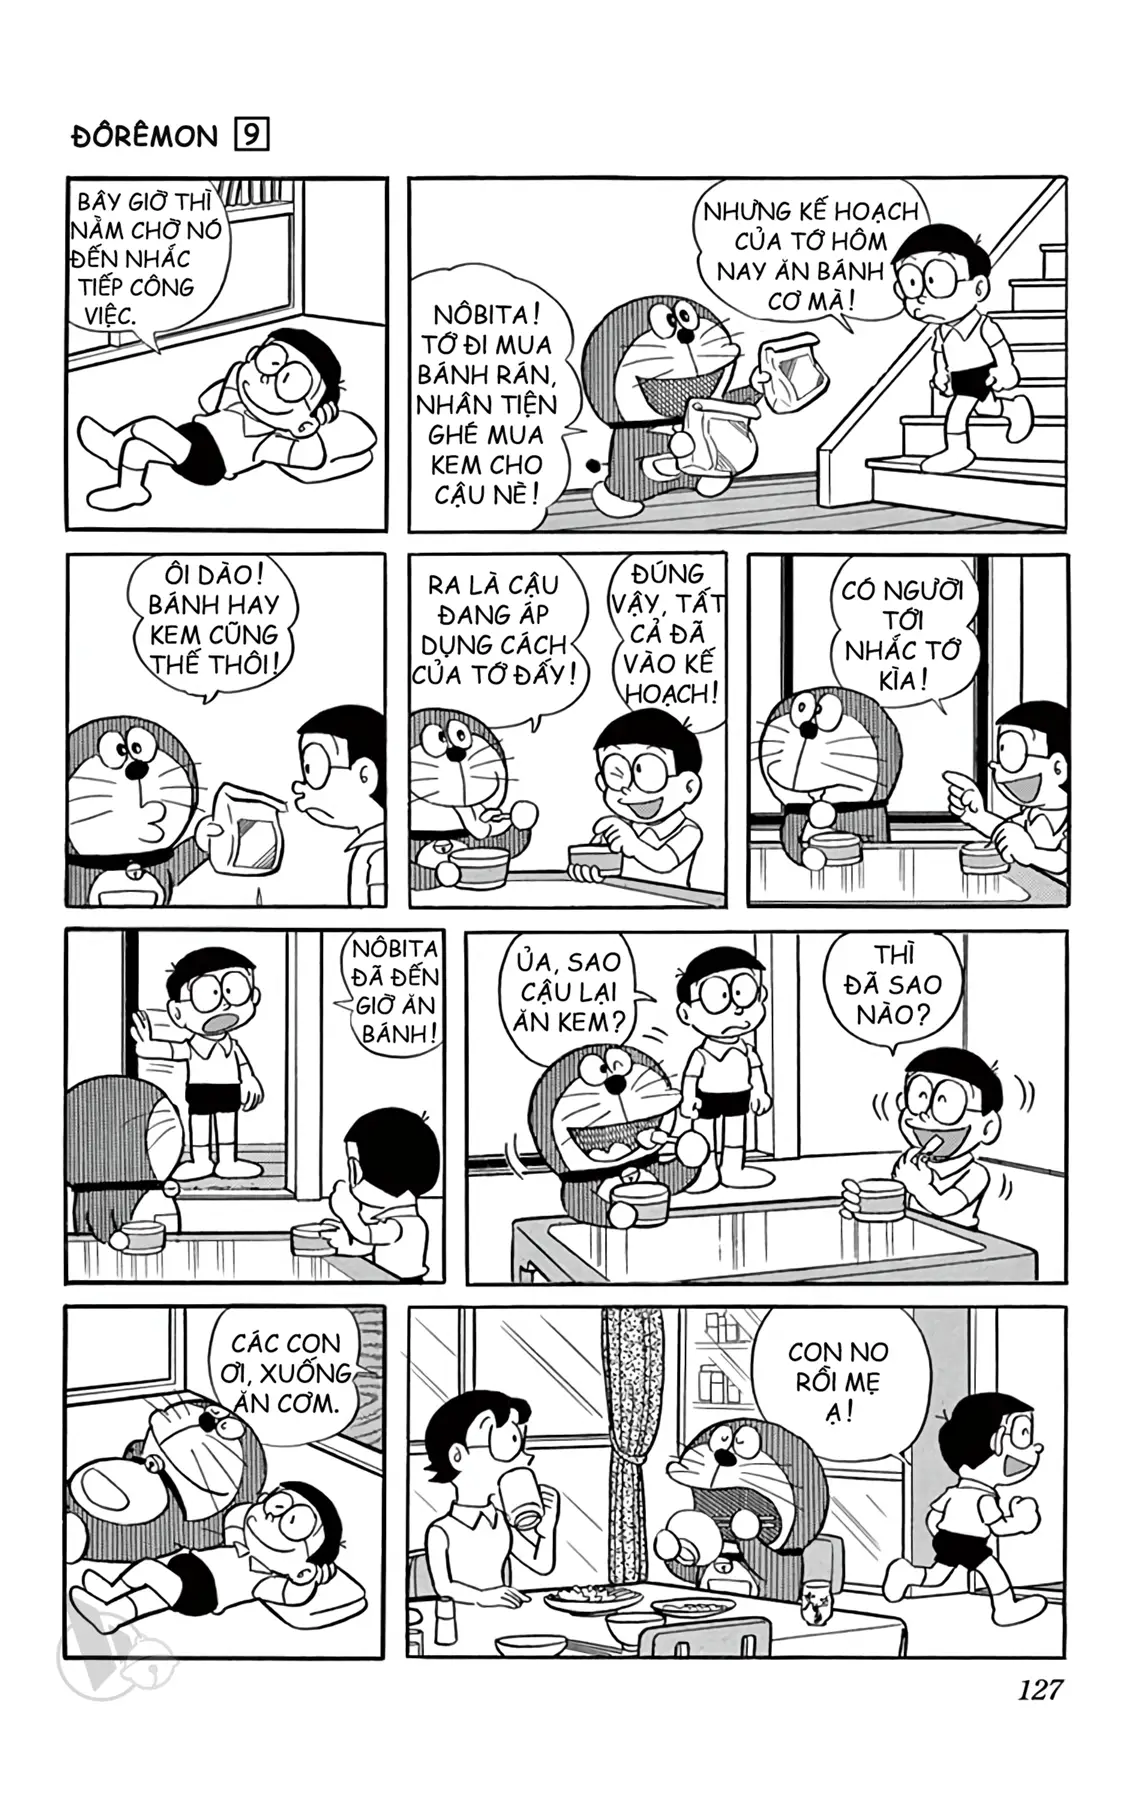 ĐÔRÊMON 9
BÂY GIỜ THÌ
NẰM CHỜ NÓ
ĐẾN NHẮC
TIẾP CÔNG
VIỆC.
NÔBITA!
TỚ ĐI MUA
BÁNH RÁN,
NHÂN TIỆN
GHÉ MUA
KEM CHO
CẬU NÈ!
NHƯNG KẾ HOẠCH
CỦA TỚ HÔM
NAY ĂN BÁNH
CƠ MÀ!
ÔI DÀO!
BÁNH HAY
KEM CŨNG
THẾ THÔI!
RA LÀ CẬU
ĐANG ÁP
DỤNG CÁCH
CỦA TỚ ĐẤY!
ĐÚNG
VẬY, TẤT
CẢ ĐÃ
VÀO KẾ
HOẠCH!
CÓ NGƯỜI
TỚI
NHẮC TỚ
KÌA!
NÔBITA
ĐÃ ĐẾN
GIỜ ĂN
BÁNH!
ỦA, SAO
CẬU LẠI
ĂN KEM?
THÌ
ĐÃ SAO
NÀO?
CÁC CON
ƠI, XUỐNG
ĂN CƠM.
CON NO
RỒI MẸ
Ạ!
127